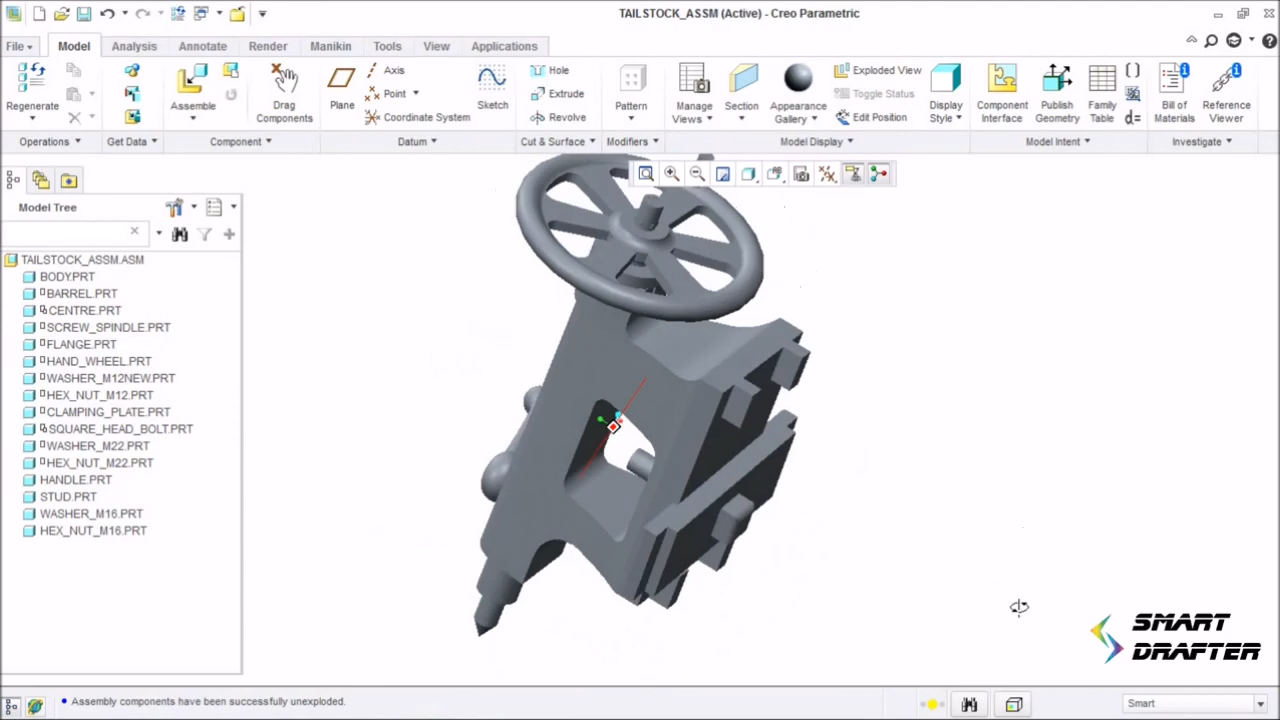 TAILSTOCK_ASSM (Active) - Creo Parametric
File
Model
Analysis
Annotate
Render
Manikin
Tools
View
Applications
Regenerate
Assemble
Drag
Components
Plane
Axis
Point
Coordinate System
Sketch
Hole
Extrude
Revolve
Pattern
Manage
Views
Section
Appearance
Gallery
Exploded View
Toggle Status
Edit Position
Display
Style
Component
Interface
Publish
Geometry
Family
Table
d=
Bill of
Materials
Reference
Viewer
Operations
Get Data
Component
Datum
Cut & Surface
Modifiers
Model Display
Model Intent
Investigate
Model Tree
TAILSTOCK_ASSM.ASM
BODY.PRT
BARREL.PRT
CENTRE.PRT
SCREW_SPINDLE.PRT
FLANGE.PRT
HAND_WHEEL.PRT
WASHER_M12NEW.PRT
HEX_NUT_M12.PRT
CLAMPING_PLATE.PRT
SQUARE_HEAD_BOLT.PRT
WASHER_M22.PRT
HEX_NUT_M22.PRT
HANDLE.PRT
STUD.PRT
WASHER_M16.PRT
HEX_NUT_M16.PRT
SMART
DRAFTER
Assembly components have been successfully unexploded.
Smart